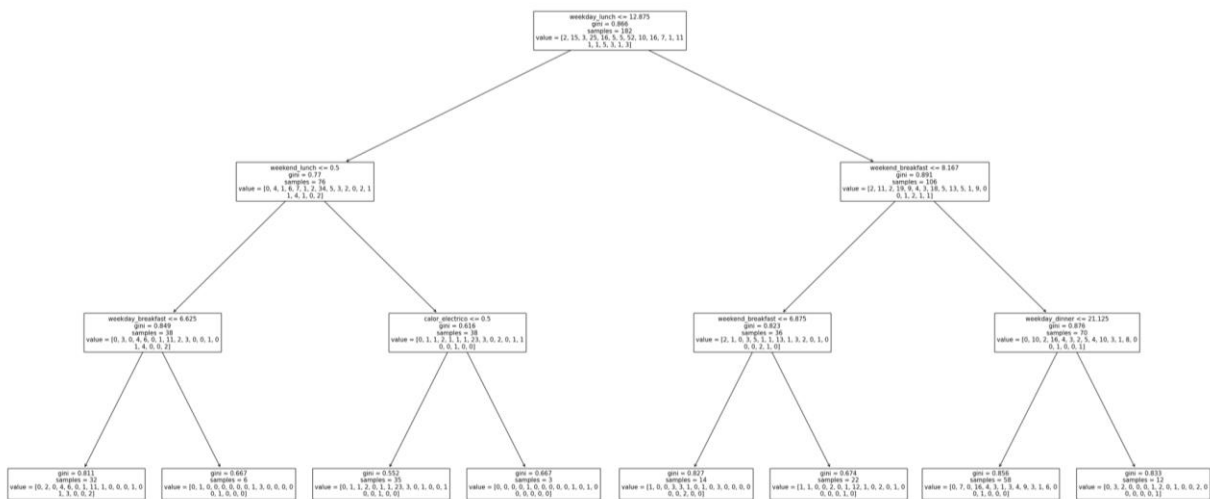 weekday_lunch <= 12.875
gini = 0.866
samples = 182
value = [2, 15, 3, 25, 16, 5, 5, 52, 10, 16, 7, 1, 11
1, 1, 5, 3, 1, 3]
weekend_lunch <= 0.5
gini = 0.77
samples = 76
value = [0, 4, 1, 6, 7, 1, 2, 34, 5, 3, 2, 0, 2, 1
1, 4, 1, 0, 2]
weekend_breakfast <= 8.167
gini = 0.891
samples = 106
value = [2, 11, 2, 19, 9, 4, 3, 18, 5, 13, 5, 1, 9, 0
0, 1, 2, 1, 1]
weekday_breakfast <= 6.625
gini = 0.849
samples = 38
value = [0, 3, 0, 4, 6, 0, 1, 11, 2, 3, 0, 0, 1, 0
1, 4, 0, 0, 2]
calor_electrico <= 0.5
gini = 0.616
samples = 38
value = [0, 1, 1, 2, 1, 1, 1, 23, 3, 0, 2, 0, 1, 1
0, 0, 1, 0, 0]
weekend_breakfast <= 6.875
gini = 0.823
samples = 36
value = [2, 1, 0, 3, 5, 1, 1, 13, 1, 3, 2, 0, 1, 0
0, 0, 2, 1, 0]
weekday_dinner <= 21.125
gini = 0.876
samples = 70
value = [0, 10, 2, 16, 4, 3, 2, 5, 4, 10, 3, 1, 8, 0
0, 1, 0, 0, 1]
gini = 0.811
samples = 32
value = [0, 2, 0, 4, 6, 0, 1, 11, 1, 0, 0, 0, 1, 0
1, 3, 0, 0, 2]
gini = 0.667
samples = 6
value = [0, 1, 0, 0, 0, 0, 0, 0, 1, 3, 0, 0, 0, 0
0, 1, 0, 0, 0]
gini = 0.552
samples = 35
value = [0, 1, 1, 2, 0, 1, 1, 23, 3, 0, 1, 0, 0, 1
0, 0, 1, 0, 0]
gini = 0.667
samples = 3
value = [0, 0, 0, 0, 1, 0, 0, 0, 0, 0, 1, 0, 1, 0
0, 0, 0, 0, 0]
gini = 0.827
samples = 14
value = [1, 0, 0, 3, 3, 1, 0, 1, 0, 3, 0, 0, 0, 0
0, 0, 2, 0, 0]
gini = 0.674
samples = 22
value = [1, 1, 0, 0, 2, 0, 1, 12, 1, 0, 2, 0, 1, 0
0, 0, 0, 1, 0]
gini = 0.856
samples = 58
value = [0, 7, 0, 16, 4, 3, 1, 3, 4, 9, 3, 1, 6, 0
0, 1, 0, 0, 0]
gini = 0.833
samples = 12
value = [0, 3, 2, 0, 0, 0, 1, 2, 0, 1, 0, 0, 2, 0
0, 0, 0, 0, 1]